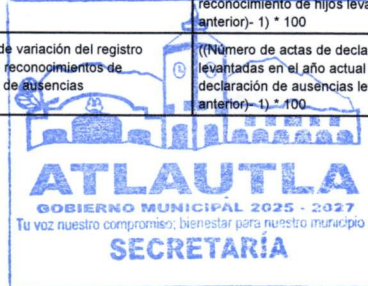 reconocimiento de hijos leva
anterior)- 1) * 100
de variación del registro
reconocimientos de
de ausencias
((Número de actas de decla
levantadas en el año actual
declaración de ausencias le
anterior)- 1) * 100
ATLAUTLA
GOBIERNO MUNICIPAL 2025 - 2027
Tu voz nuestro compromiso; bienestar para nuestro municipio
SECRETARÍA